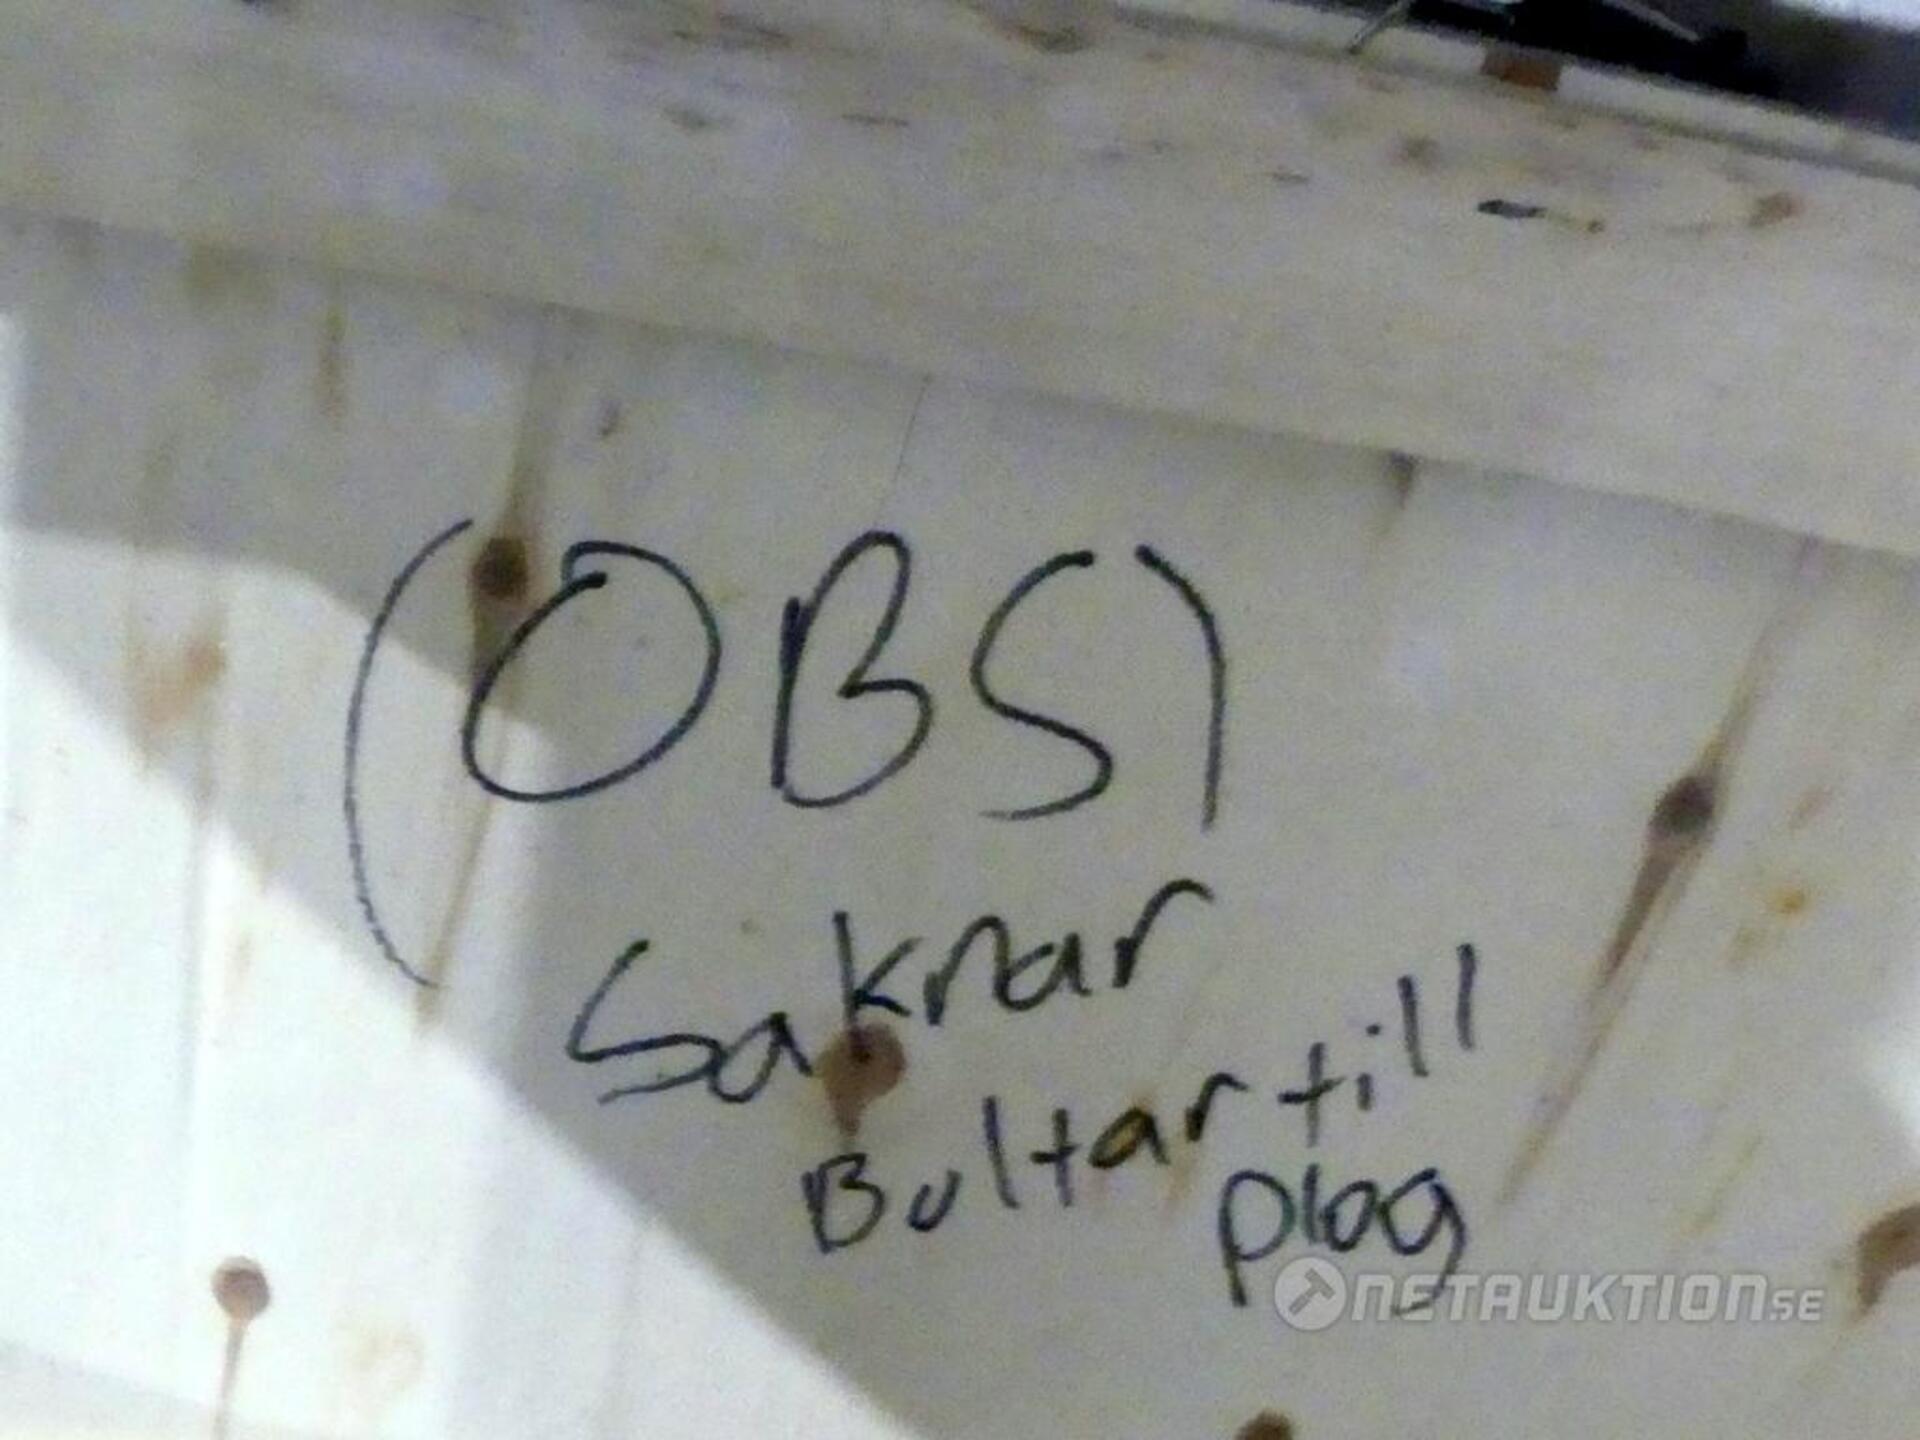 (OBS)
Saknar
Bultar till
plog
NETAUKTION.SE